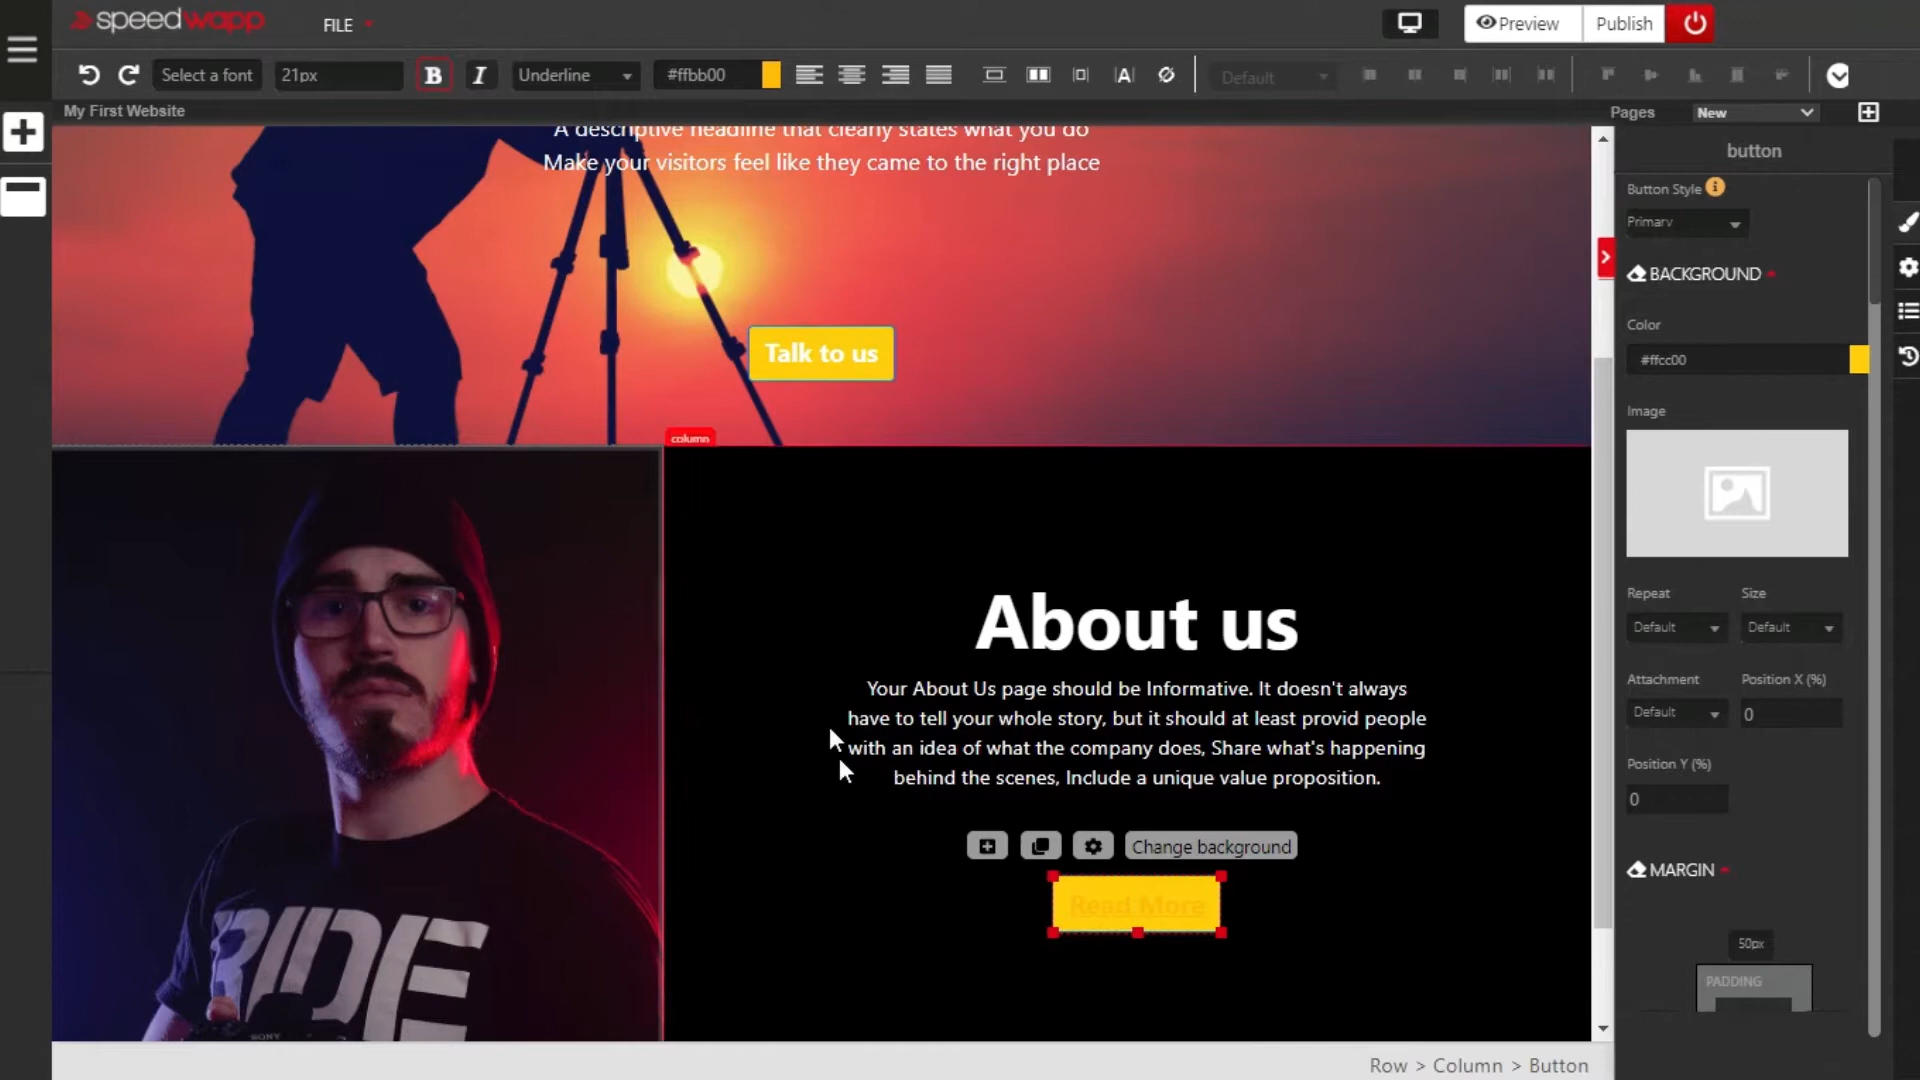 speedwapp
FILE
Preview
Publish
Select a font
21px
B
I
Underline
#ffbb00
A
Default
My First Website
Pages
New
A descriptive headline that clearly states what you do
Make your visitors feel like they came to the right place
Talk to us
column
About us
Your About Us page should be Informative. It doesn't always
have to tell your whole story, but it should at least provid people
with an idea of what the company does, Share what's happening
behind the scenes, Include a unique value proposition.
Change background
Read More
RIDE
SONY
Row > Column > Button
button
Button Style
Primary
BACKGROUND
Color
#ffcc00
Image
Repeat
Size
Default
Default
Attachment
Position X (%)
Default
0
Position Y (%)
0
MARGIN
50px
PADDING